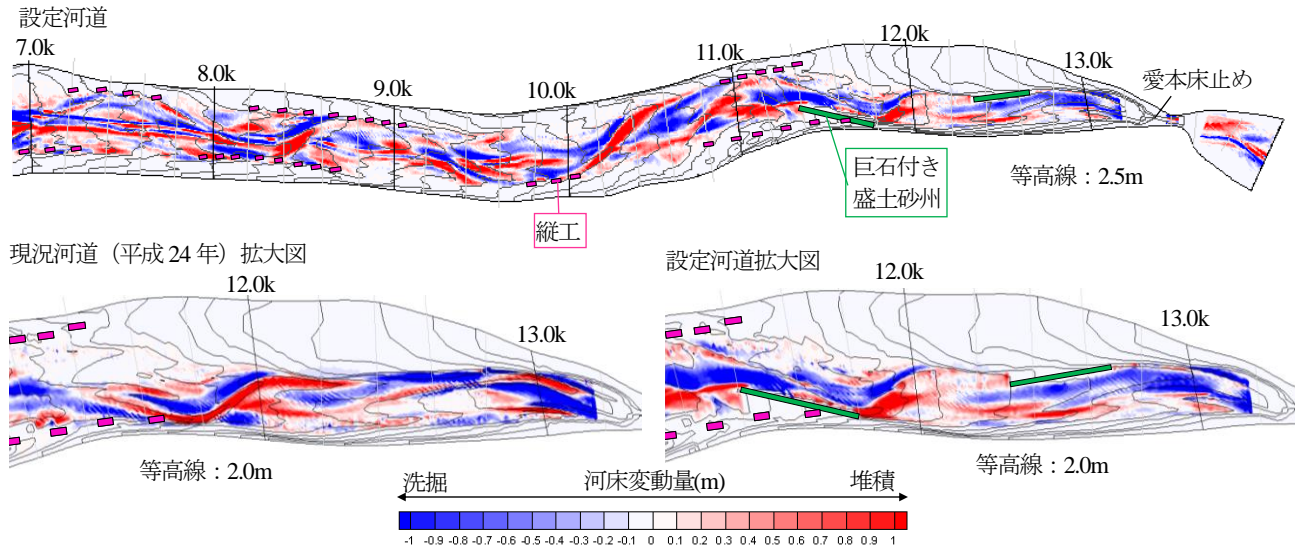 設定河道
7.0k
8.0k
9.0k
10.0k
11.0k
12.0k
13.0k
愛本床止め
巨石付き
盛土砂州
等高線：2.5m
縦工
現況河道（平成 24 年）拡大図
12.0k
13.0k
等高線：2.0m
設定河道拡大図
12.0k
13.0k
等高線：2.0m
洗掘 河床変動量(m) 堆積
-1 -0.9 -0.8 -0.7 -0.6 -0.5 -0.4 -0.3 -0.2 -0.1 0 0.1 0.2 0.3 0.4 0.5 0.6 0.7 0.8 0.9 1